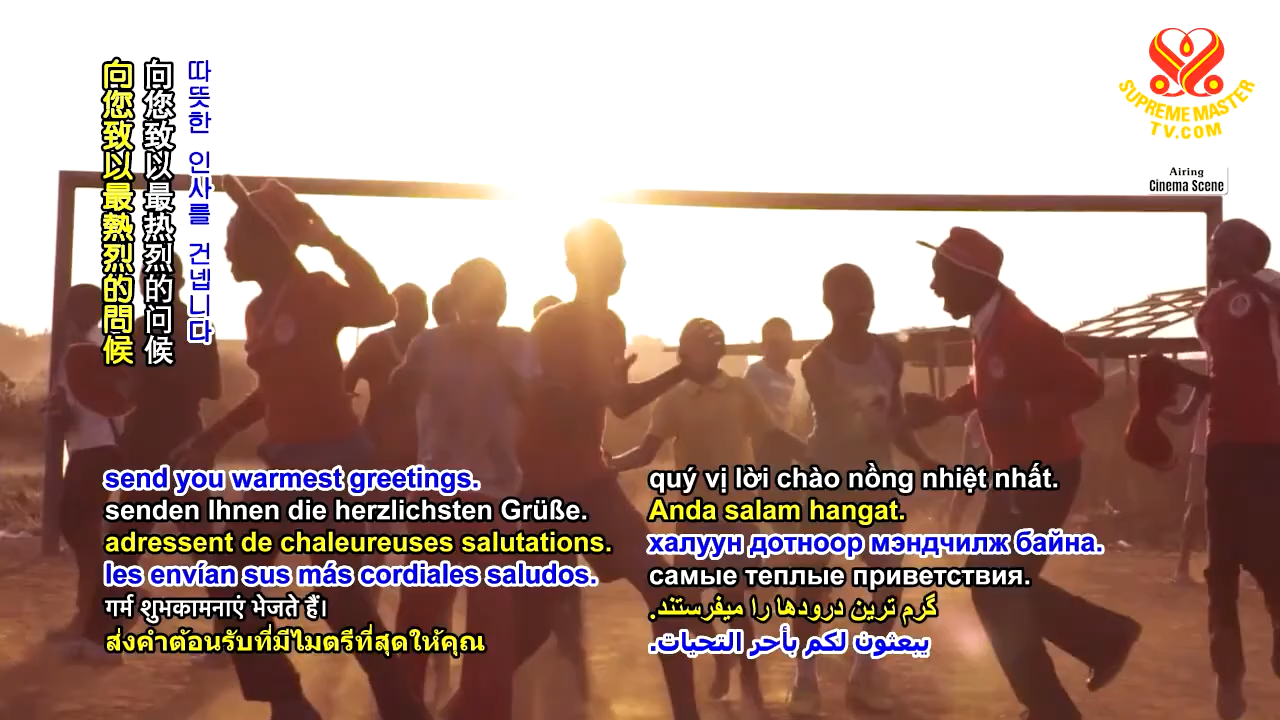 向您致以最熱烈的問候
向您致以最热烈的问候
따뜻한 인사를 건넵니다
SUPREME MASTER
TV.COM
Airing
Cinema Scene
send you warmest greetings.
senden Ihnen die herzlichsten Grüße.
adressent de chaleureuses salutations.
les envían sus más cordiales saludos.
गर्म शुभकामनाएं भेजते हैं।
ส่งคำต้อนรับที่มีไมตรีที่สุดให้คุณ
quý vị lời chào nồng nhiệt nhất.
Anda salam hangat.
халуун дотноор мэндчилж байна.
самые теплые приветствия.
گرم ترین درودها را میفرستند.
يبعثون لكم بأحر التحيات.